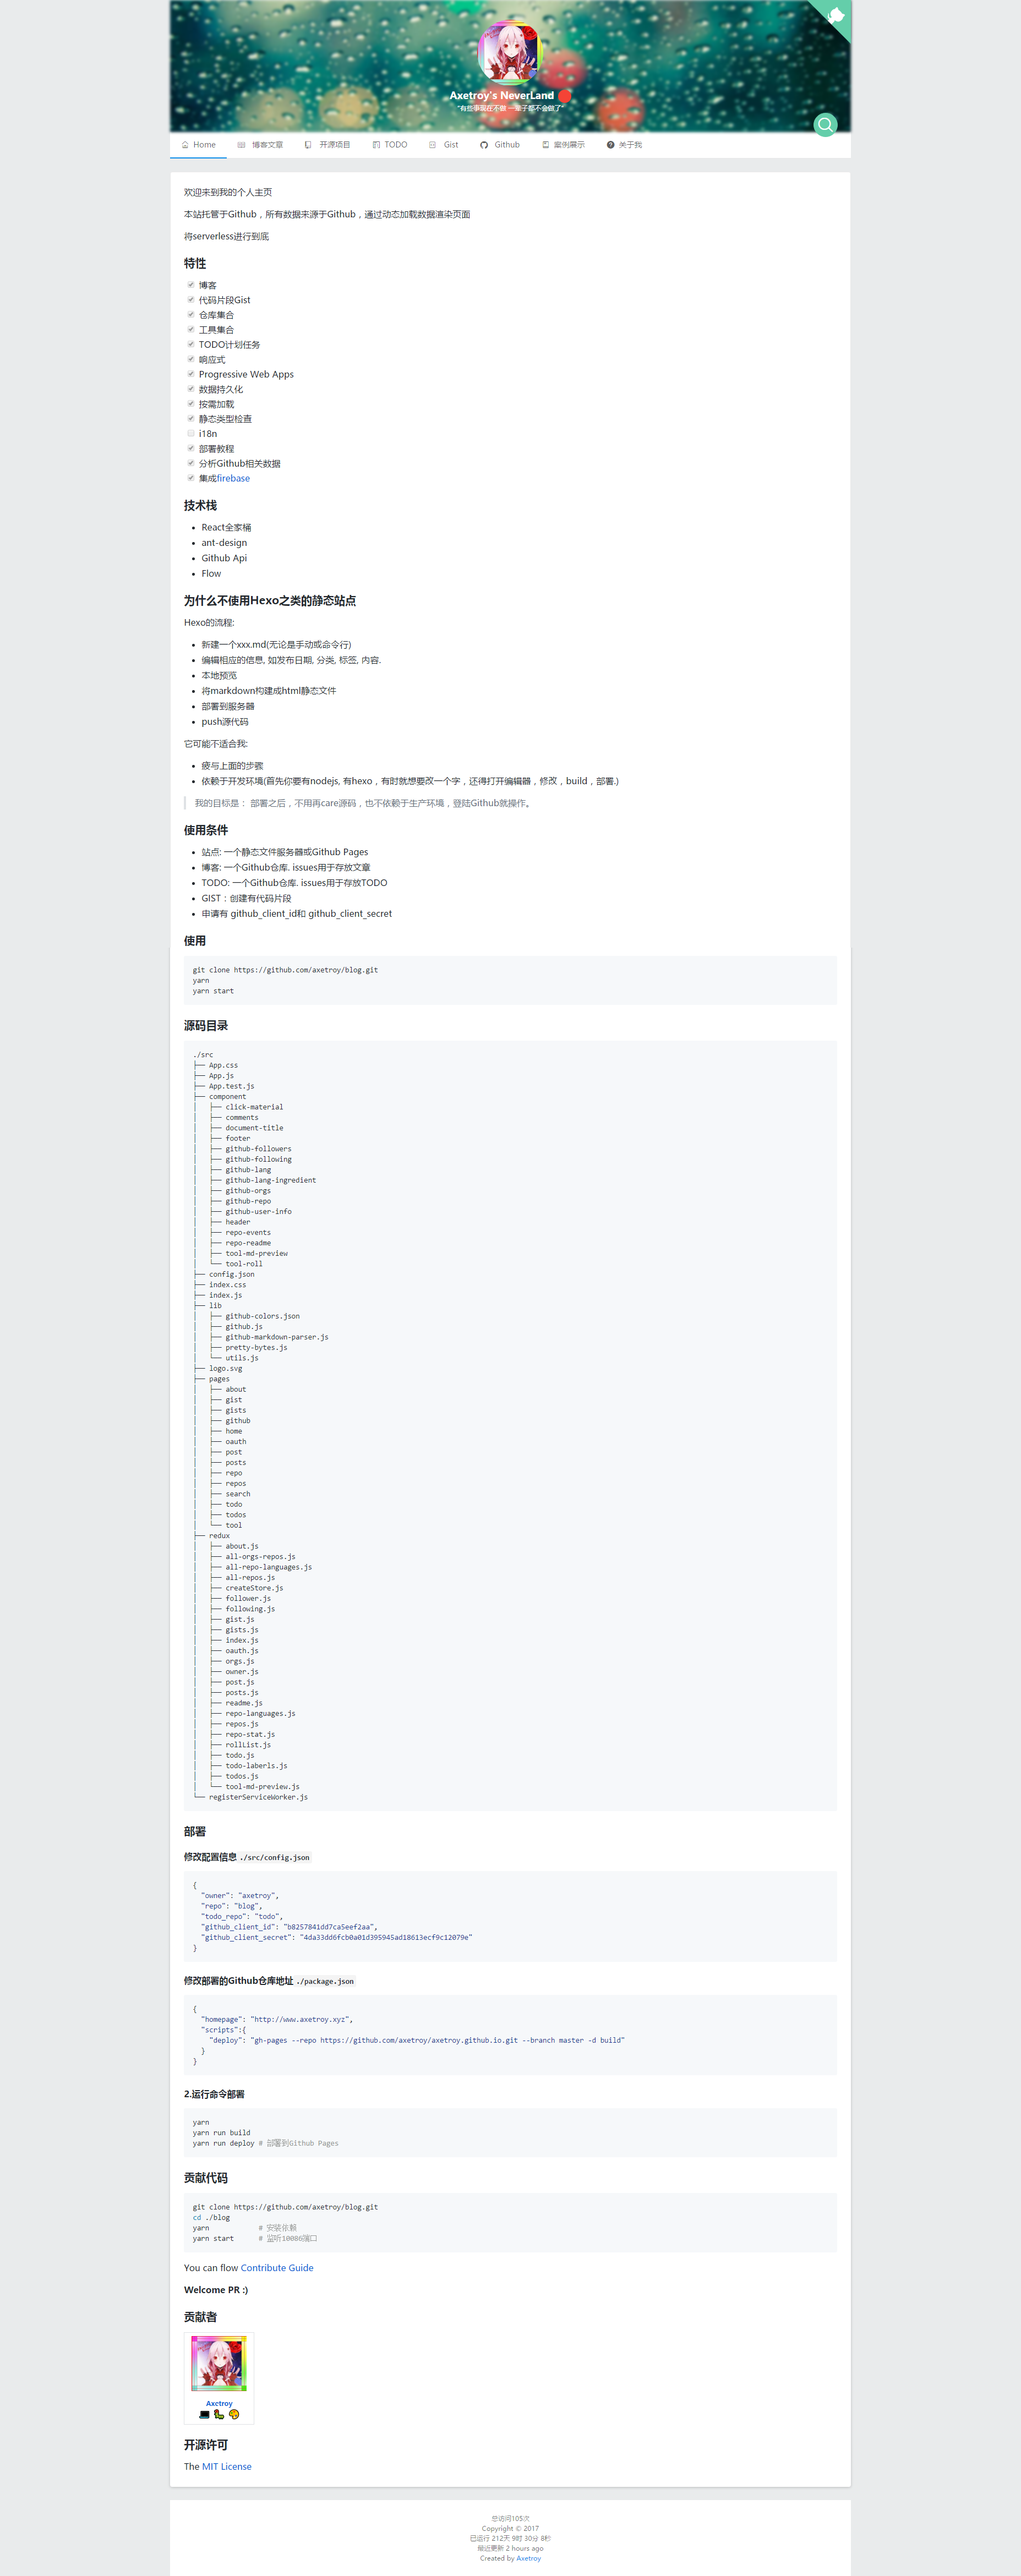 Axetroy's NeverLand
"有些事现在不做 一辈子都不会做了"
Home 博客文章 开源项目 TODO Gist Github 案例展示 关于我
欢迎来到我的个人主页
本站托管于Github，所有数据来源于Github，通过动态加载数据渲染页面
将serverless进行到底
特性
博客
代码片段Gist
仓库集合
工具集合
TODO计划任务
响应式
Progressive Web Apps
数据持久化
按需加载
静态类型检查
i18n
部署教程
分析Github相关数据
集成firebase
技术栈
React全家桶
ant-design
Github Api
Flow
为什么不使用Hexo之类的静态站点
Hexo的流程:
新建一个xxx.md(无论是手动或命令行)
编辑相应的信息, 如发布日期, 分类, 标签, 内容.
本地预览
将markdown构建成html静态文件
部署到服务器
push源代码
它可能不适合我:
疲与上面的步骤
依赖于开发环境(首先你要有nodejs, 有hexo，有时就想要改一个字，还得打开编辑器，修改，build，部署.)
我的目标是： 部署之后，不用再care源码，也不依赖于生产环境，登陆Github就操作。
使用条件
站点: 一个静态文件服务器或Github Pages
博客: 一个Github仓库. issues用于存放文章
TODO: 一个Github仓库. issues用于存放TODO
GIST：创建有代码片段
申请有 github_client_id和 github_client_secret
使用
git clone https://github.com/axetroy/blog.git
yarn
yarn start
源码目录
./src
├── App.css
├── App.js
├── App.test.js
├── component
│   ├── click-material
│   ├── comments
│   ├── document-title
│   ├── footer
│   ├── github-followers
│   ├── github-following
│   ├── github-lang
│   ├── github-lang-ingredient
│   ├── github-orgs
│   ├── github-repo
│   ├── github-user-info
│   ├── header
│   ├── repo-events
│   ├── repo-readme
│   ├── tool-md-preview
│   └── tool-roll
├── config.json
├── index.css
├── index.js
├── lib
│   ├── github-colors.json
│   ├── github.js
│   ├── github-markdown-parser.js
│   ├── pretty-bytes.js
│   └── utils.js
├── logo.svg
├── pages
│   ├── about
│   ├── gist
│   ├── gists
│   ├── github
│   ├── home
│   ├── oauth
│   ├── post
│   ├── posts
│   ├── repo
│   ├── repos
│   ├── search
│   ├── todo
│   ├── todos
│   └── tool
├── redux
│   ├── about.js
│   ├── all-orgs-repos.js
│   ├── all-repo-languages.js
│   ├── all-repos.js
│   ├── createStore.js
│   ├── follower.js
│   ├── following.js
│   ├── gist.js
│   ├── gists.js
│   ├── index.js
│   ├── oauth.js
│   ├── orgs.js
│   ├── owner.js
│   ├── post.js
│   ├── posts.js
│   ├── readme.js
│   ├── repo-languages.js
│   ├── repos.js
│   ├── repo-stat.js
│   ├── rollList.js
│   ├── todo.js
│   ├── todo-laberls.js
│   ├── todos.js
│   └── tool-md-preview.js
└── registerServiceWorker.js
部署
修改配置信息 ./src/config.json
{
  "owner": "axetroy",
  "repo": "blog",
  "todo_repo": "todo",
  "github_client_id": "b8257841dd7ca5eef2aa",
  "github_client_secret": "4da33dd6fcb0a01d395945ad18613ecf9c12079e"
}
修改部署的Github仓库地址 ./package.json
{
  "homepage": "http://www.axetroy.xyz",
  "scripts":{
    "deploy": "gh-pages --repo https://github.com/axetroy/axetroy.github.io.git --branch master -d build"
  }
}
2.运行命令部署
yarn
yarn run build
yarn run deploy # 部署到Github Pages
贡献代码
git clone https://github.com/axetroy/blog.git
cd ./blog
yarn # 安装依赖
yarn start # 监听10086端口
You can flow Contribute Guide
Welcome PR :)
贡献者
Axetroy
开源许可
The MIT License
总访问105次
Copyright © 2017
已运行 212天 9时 30分 8秒
最近更新 2 hours ago
Created by Axetroy